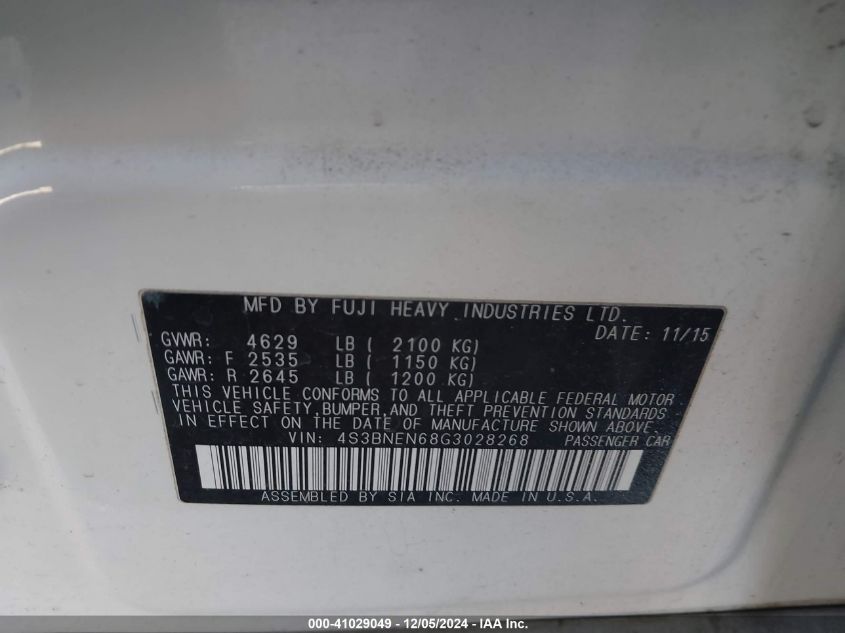 MFD BY FUJI HEAVY INDUSTRIES LTD.
DATE: 11/15
GVWR: 4629 LB ( 2100 KG)
GAWR: F 2535 LB ( 1150 KG)
GAWR: R 2645 LB ( 1200 KG)
THIS VEHICLE CONFORMS TO ALL APPLICABLE FEDERAL MOTOR
VEHICLE SAFETY, BUMPER, AND THEFT PREVENTION STANDARDS
IN EFFECT ON THE DATE OF MANUFACTURE SHOWN ABOVE.
VIN: 4S3BNEN68G3028268 PASSENGER CAR
ASSEMBLED BY SIA INC. MADE IN U.S.A.
000-41029049 - 12/05/2024 - IAA Inc.